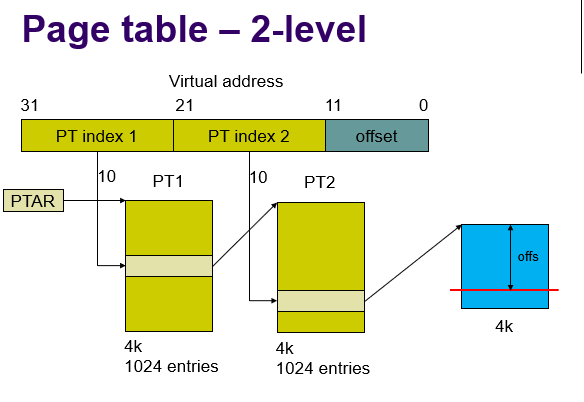 Page table – 2-level
Virtual address
31 21 11 0
PT index 1 PT index 2 offset
10 PT1 10 PT2
PTAR
offs
4k
4k
1024 entries
4k
1024 entries